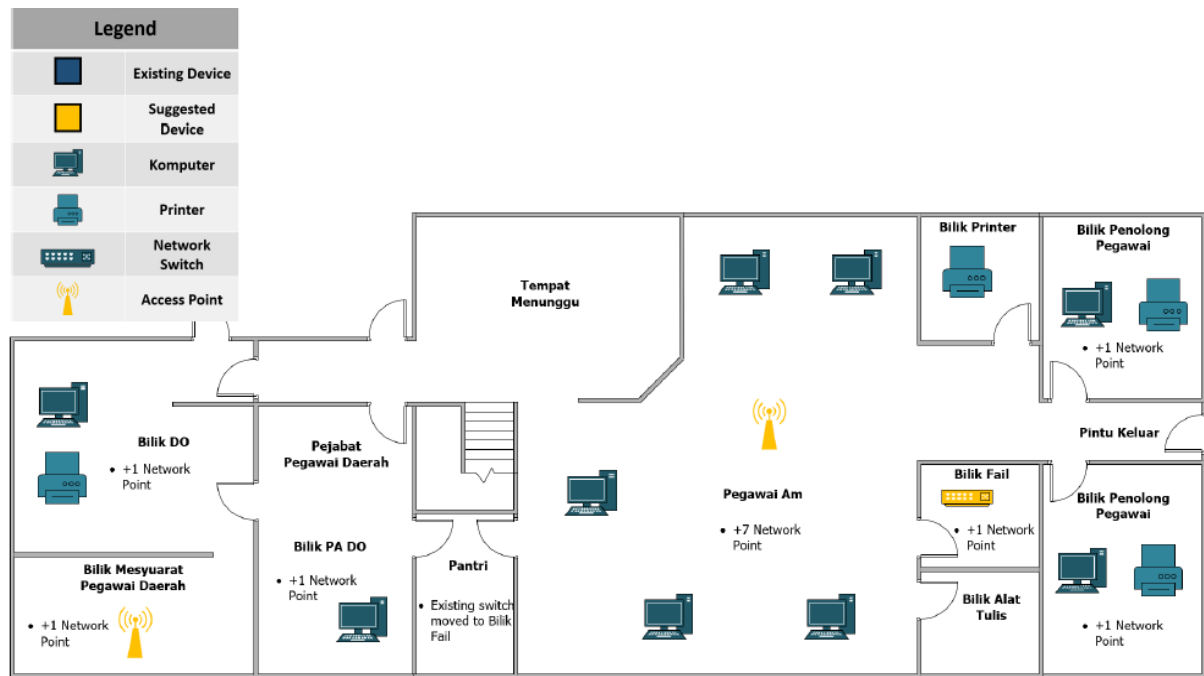 Legend
Existing Device
Suggested
Device
Komputer
Printer
Network
Switch
Access Point
Tempat
Menunggu
Bilik Printer
Bilik Penolong
Pegawai
• +1 Network
Point
Bilik DO
• +1 Network
Point
Pejabat
Pegawai Daerah
Pintu Keluar
Pegawai Am
• +7 Network
Point
Bilik Fail
• +1 Network
Point
Bilik Penolong
Pegawai
• +1 Network
Point
Bilik Mesyuarat
Pegawai Daerah
• +1 Network
Point
Bilik PA DO
• +1 Network
Point
Pantri
• Existing switch
moved to Bilik
Fail
Bilik Alat
Tulis